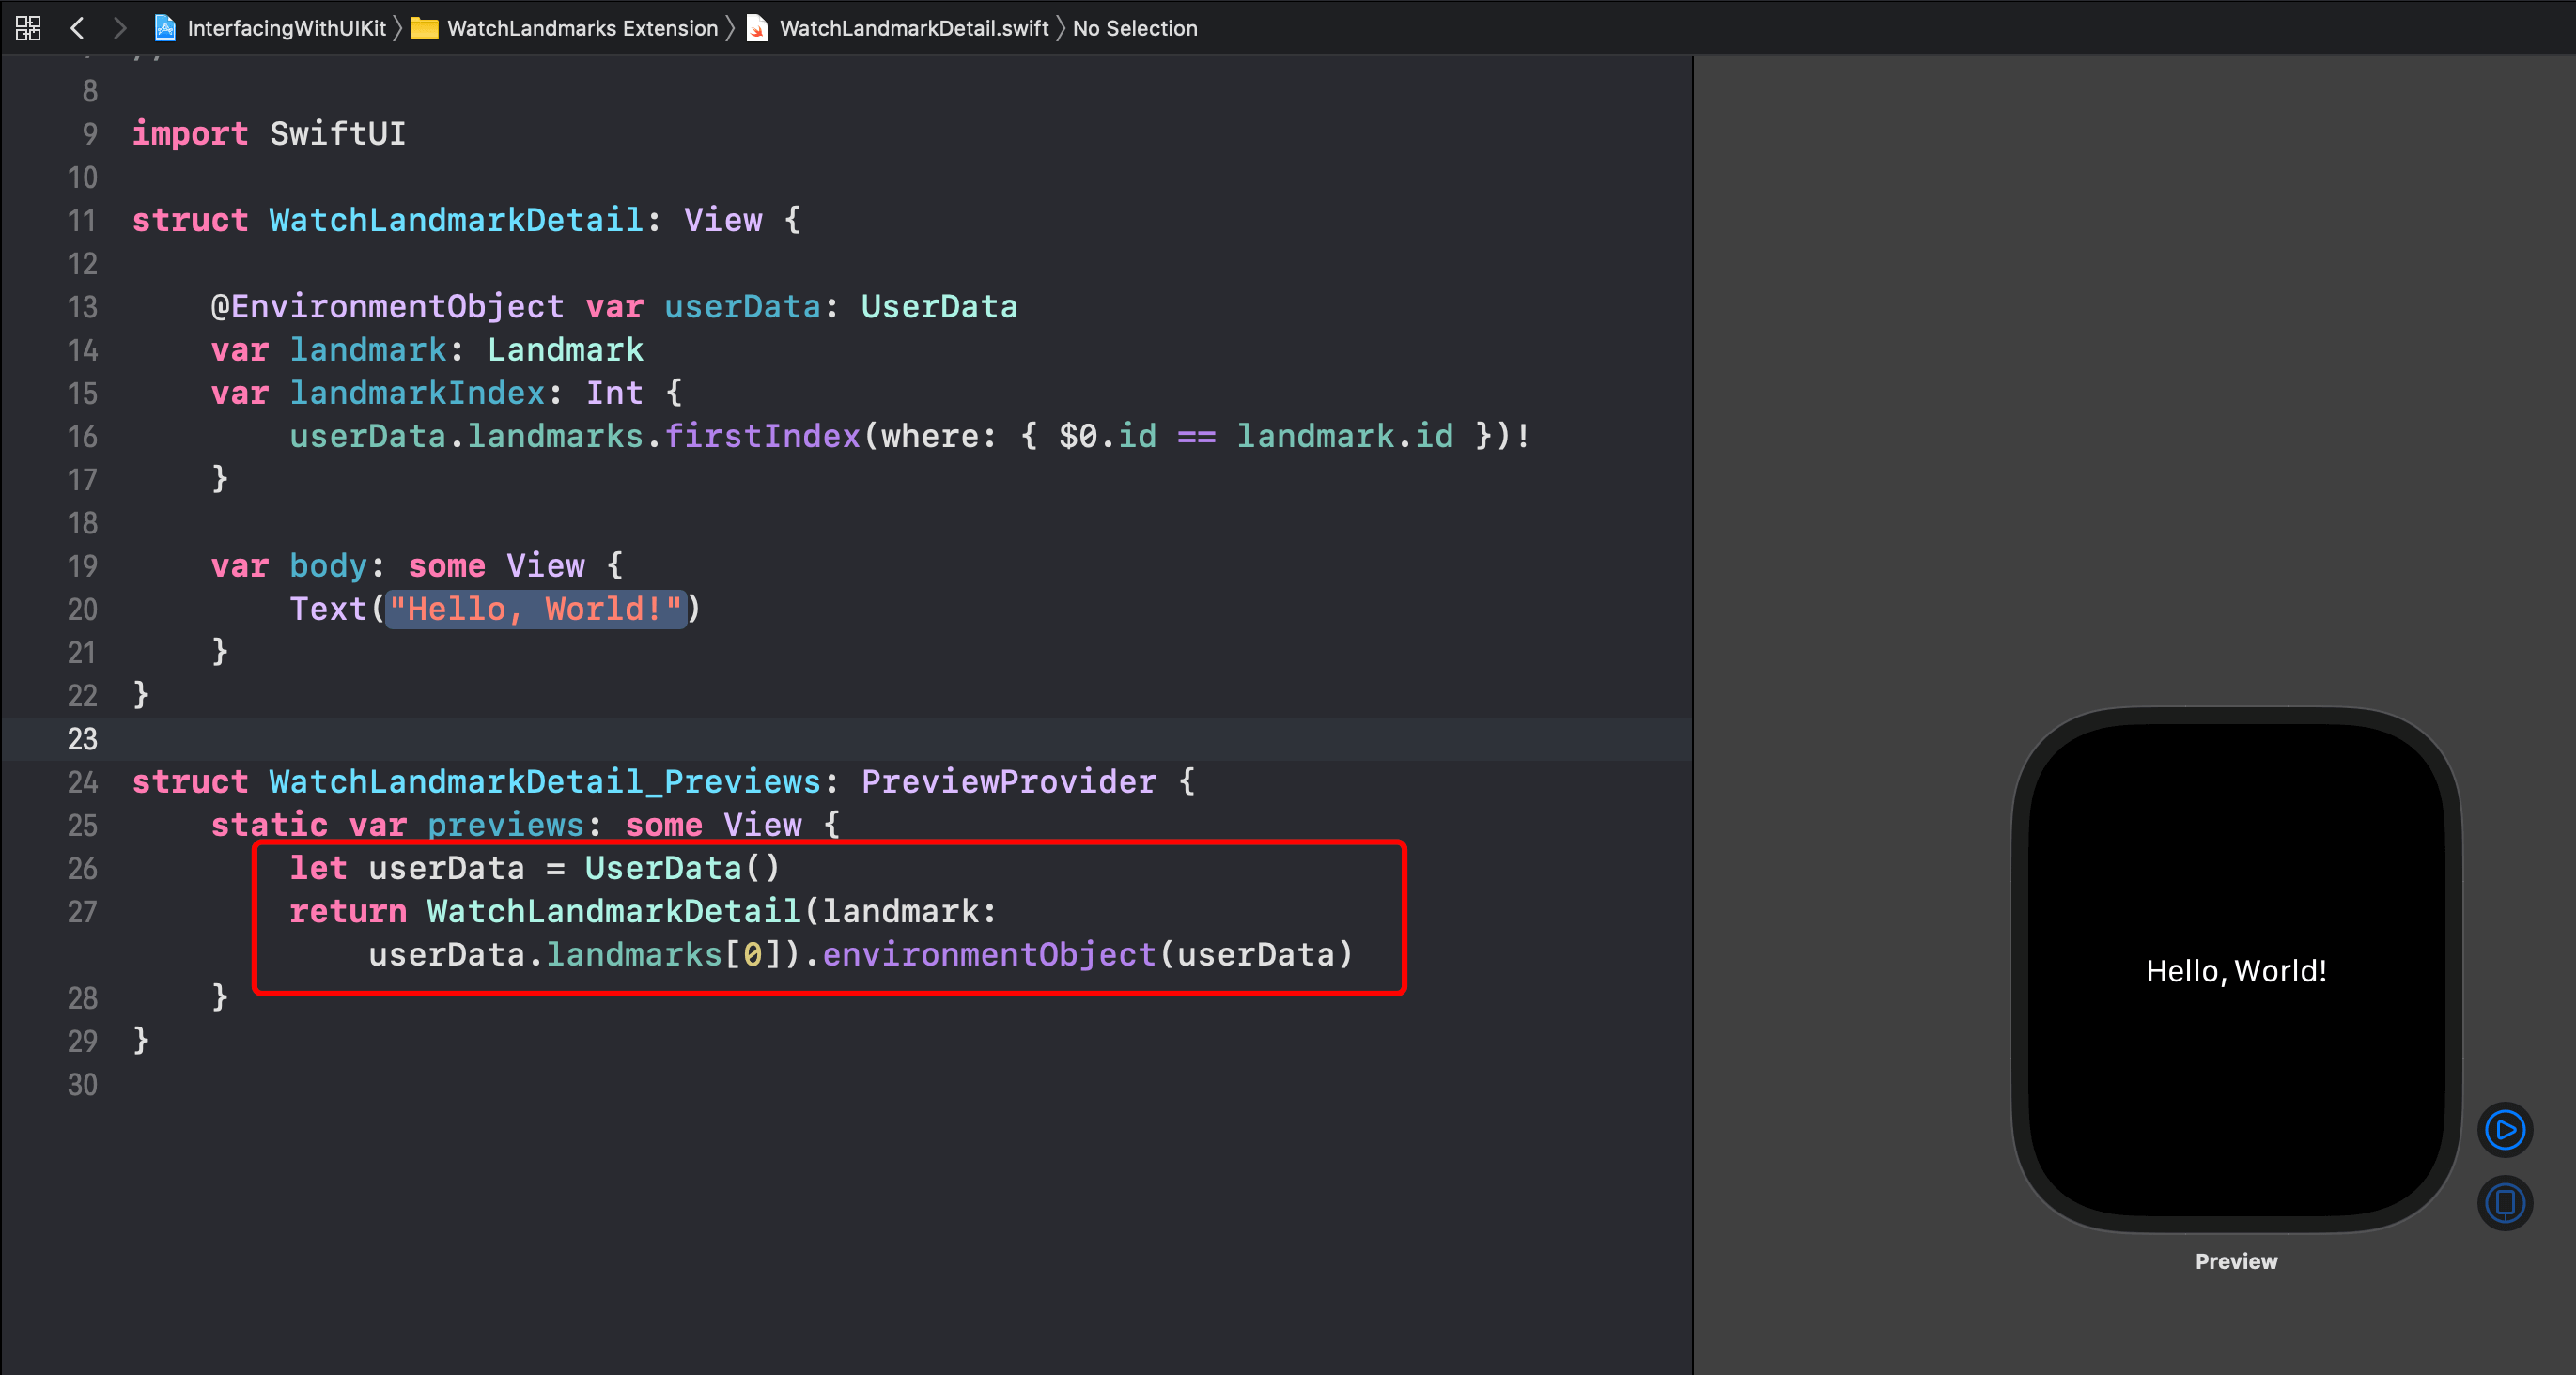 InterfacingWithUIKit 〉 WatchLandmarks Extension 〉 WatchLandmarkDetail.swift 〉 No Selection
8
9 import SwiftUI
10
11 struct WatchLandmarkDetail: View {
12
13 @EnvironmentObject var userData: UserData
14 var landmark: Landmark
15 var landmarkIndex: Int {
16 userData.landmarks.firstIndex(where: { $0.id == landmark.id })!
17 }
18
19 var body: some View {
20 Text("Hello, World!")
21 }
22 }
23
24 struct WatchLandmarkDetail_Previews: PreviewProvider {
25 static var previews: some View {
26 let userData = UserData()
27 return WatchLandmarkDetail(landmark:
userData.landmarks[0]).environmentObject(userData)
28 }
29 }
30
Hello, World!
Preview